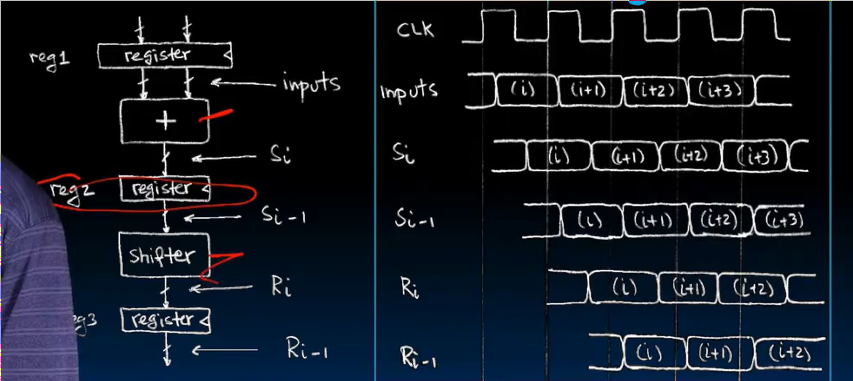 reg1
register
inputs
+
Si
reg2
register
Si-1
shifter
Ri
eg3
register
Ri-1
CLK
Inputs
(i)
(i+1)
(i+2)
(i+3)
Si
(i)
(i+1)
(i+2)
(i+3)
Si-1
(i)
(i+1)
(i+2)
(i+3)
Ri
(i)
(i+1)
(i+2)
Ri-1
(i)
(i+1)
(i+2)